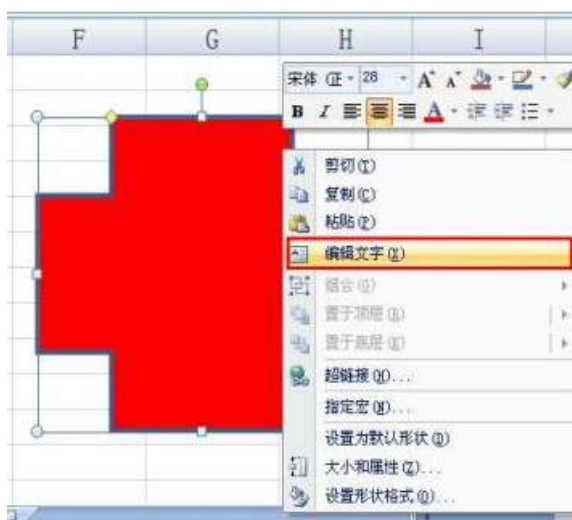 F G H I
宋体 (正 28 A A
B I A
剪切(T)
复制(C)
粘贴(P)
编辑文字(X)
组合(G)
置于顶层(R)
置于底层(K)
超链接(H)...
指定宏(N)...
设置为默认形状(D)
大小和属性(Z)...
设置形状格式(O)...